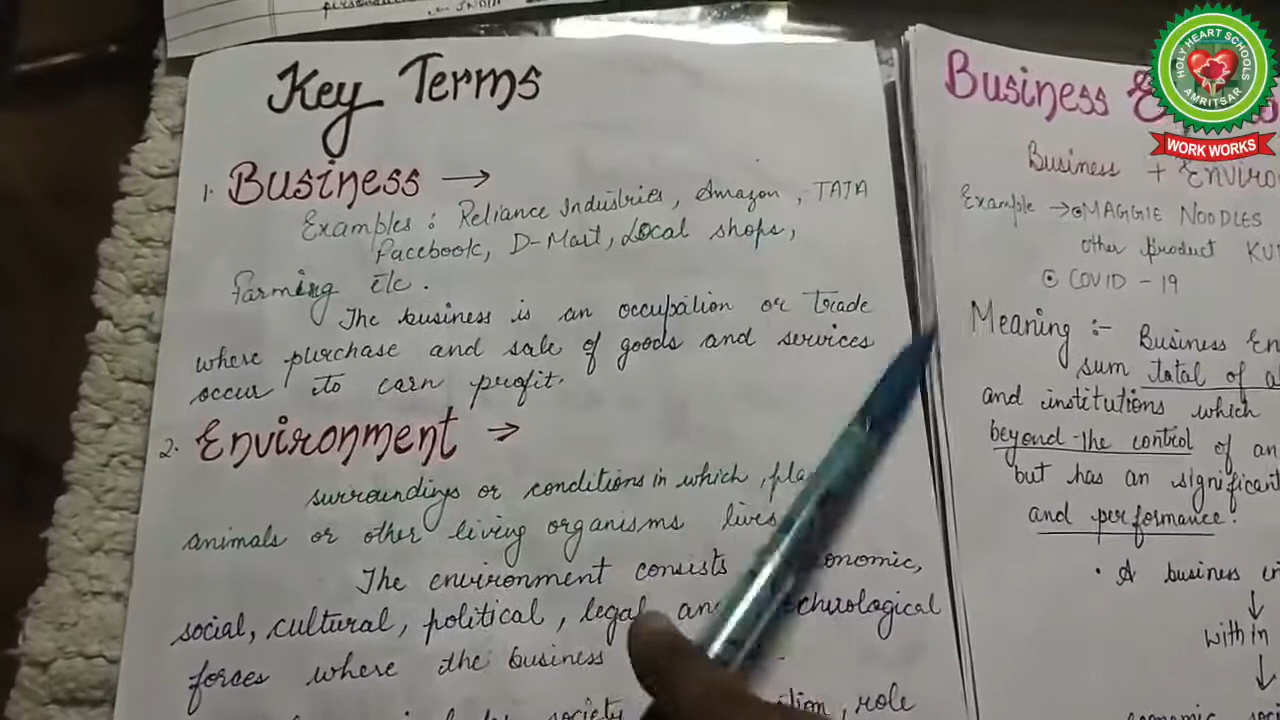 Key Terms
1. Business →
Examples: Reliance Industries, Amazon, TATA
Facebook, D-Mart, Local shops,
farming etc.
The business is an occupation or trade
where purchase and sale of goods and services
occur to earn profit.
2. Environment →
surroundings or conditions in which,
animals or other living organisms lives
The environment consists
social, cultural, political, legal
forces where the business
society, role
Business
Business +
Example → MAGGIE NOODLES
other product
COVID-19
Meaning :- Business
sum total of
and institutions which
beyond-the control of an
but has an
and performance.
• A business
↓
with in
↓
HOLY HEART SCHOOLS
AMRITSAR
WORK WORKS